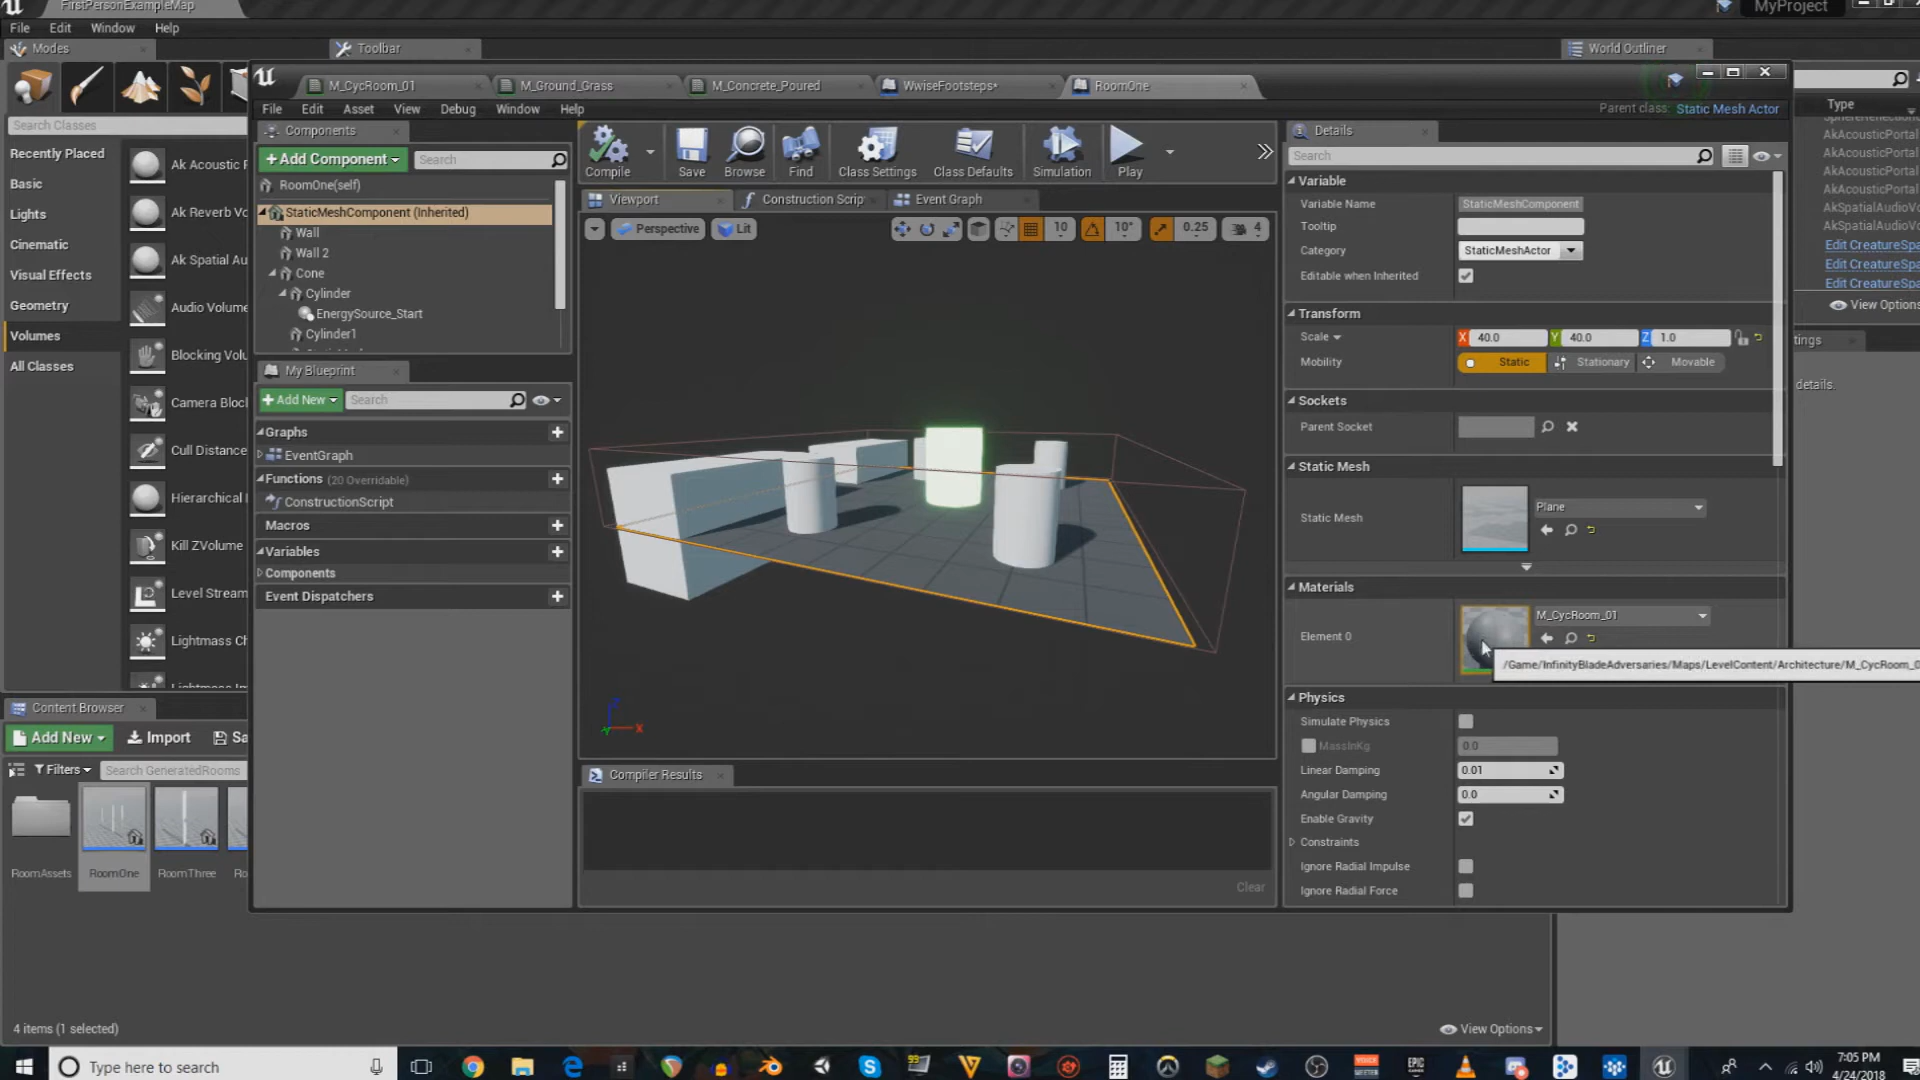 FirstPersonExampleMap
MyProject
File Edit Window Help
Modes
Toolbar
World Outliner
M_CycRoom_01
M_Ground_Grass
M_Concrete_Poured
WwiseFootsteps*
RoomOne
File Edit Asset View Debug Window Help
Parent class: Static Mesh Actor
Search Classes
Recently Placed
Basic
Lights
Cinematic
Visual Effects
Geometry
Volumes
All Classes
Ak Acoustic P
Ak Reverb Vo
Ak Spatial Au
Audio Volume
Blocking Volu
Camera Block
Cull Distance
Hierarchical
Kill ZVolume
Level Stream
Lightmass Ch
Components
+Add Component
Search
RoomOne(self)
StaticMeshComponent (Inherited)
Wall
Wall 2
Cone
Cylinder
EnergySource_Start
Cylinder1
My Blueprint
+Add New
Search
Graphs
EventGraph
Functions (20 Overridable)
ConstructionScript
Macros
Variables
Components
Event Dispatchers
Compile
Save
Browse
Find
Class Settings
Class Defaults
Simulation
Play
Viewport
Construction Scrip
Event Graph
Perspective
Lit
10
10°
0.25
4
Z
X
Y
Compiler Results
Clear
Details
Search
Variable
Variable Name StaticMeshComponent
Tooltip
Category StaticMeshActor
Editable when Inherited
Transform
Scale X 40.0 Y 40.0 Z 1.0
Mobility Static Stationary Movable
Sockets
Parent Socket
Static Mesh
Static Mesh Plane
Materials
Element 0 M_CycRoom_01
/Game/InfinityBladeAdversaries/Maps/LevelContent/Architecture/M_CycRoom_0
Physics
Simulate Physics
MassInKg 0.0
Linear Damping 0.01
Angular Damping 0.0
Enable Gravity
Constraints
Ignore Radial Impulse
Ignore Radial Force
Type
AkAcousticPortal
AkAcousticPortal
AkAcousticPortal
AkAcousticPortal
AkSpatialAudioVo
AkSpatialAudioVo
Edit CreatureSpa
Edit CreatureSpa
Edit CreatureSpa
View Options
tings
details.
Content Browser
Add New
Import
Sa
Filters
Search GeneratedRooms
RoomAssets
RoomOne
RoomThree
Ro
4 items (1 selected)
View Options
Type here to search
99
EPIC
7:05 PM
4/24/2018